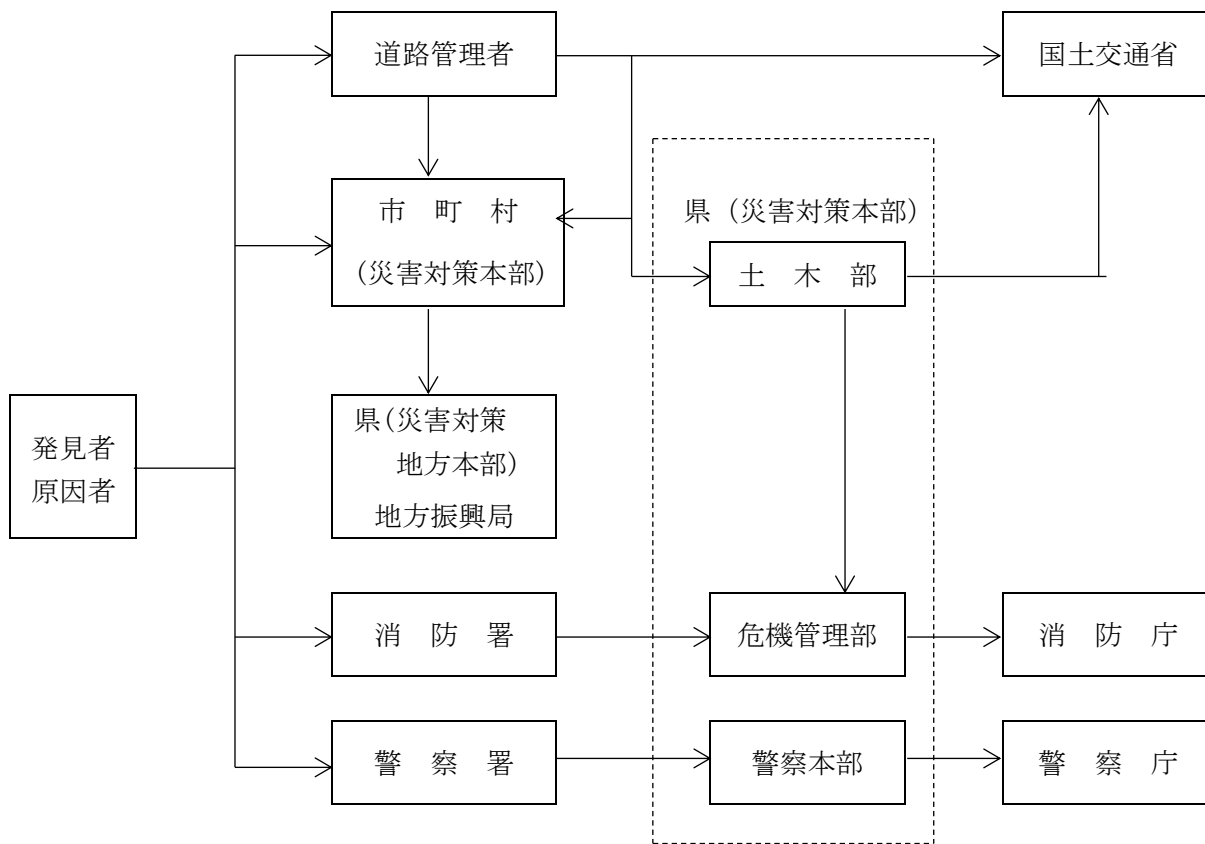 道路管理者
国土交通省
市　町　村
(災害対策本部)
県（災害対策本部）
土　木　部
発見者
原因者
県(災害対策
地方本部)
地方振興局
消　防　署
危機管理部
消　防　庁
警　察　署
警察本部
警　察　庁